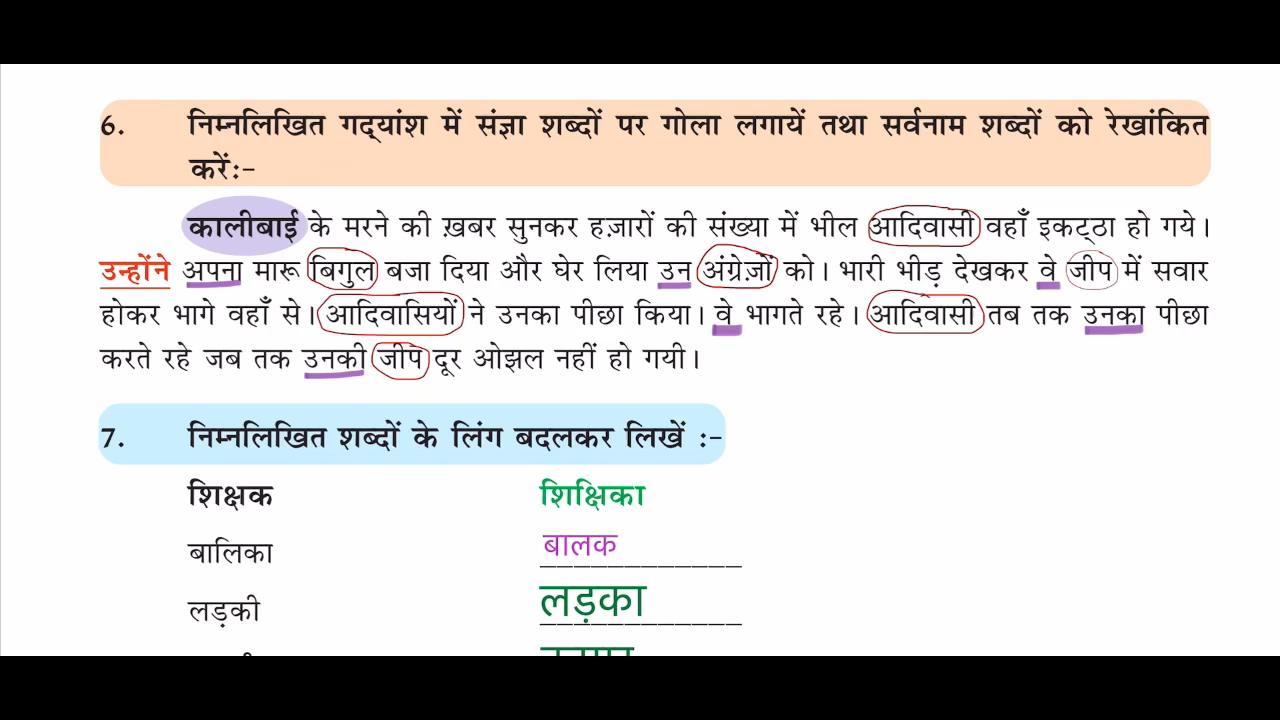 6. निम्नलिखित गद्यांश में संज्ञा शब्दों पर गोला लगायें तथा सर्वनाम शब्दों को रेखांकित
करें:-
कालीबाई के मरने की ख़बर सुनकर हज़ारों की संख्या में भील आदिवासी वहाँ इकट्ठा हो गये।
उन्होंने अपना मारू बिगुल बजा दिया और घेर लिया उन अंग्रेज़ों को। भारी भीड़ देखकर वे जीप में सवार
होकर भागे वहाँ से। आदिवासियों ने उनका पीछा किया। वे भागते रहे। आदिवासी तब तक उनका पीछा
करते रहे जब तक उनकी जीप दूर ओझल नहीं हो गयी।
7. निम्नलिखित शब्दों के लिंग बदलकर लिखें :-
शिक्षक शिक्षिका
बालिका बालक
लड़की लड़का